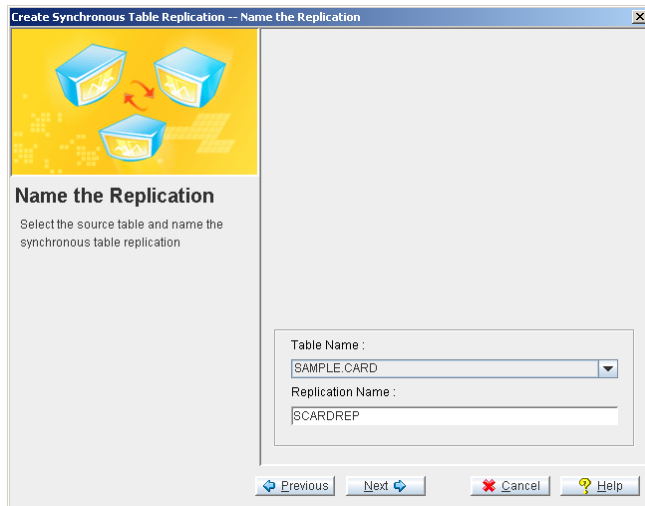 Create Synchronous Table Replication -- Name the Replication
Name the Replication
Select the source table and name the
synchronous table replication
Table Name :
SAMPLE.CARD
Replication Name :
SCARDREP
Previous
Next
Cancel
Help